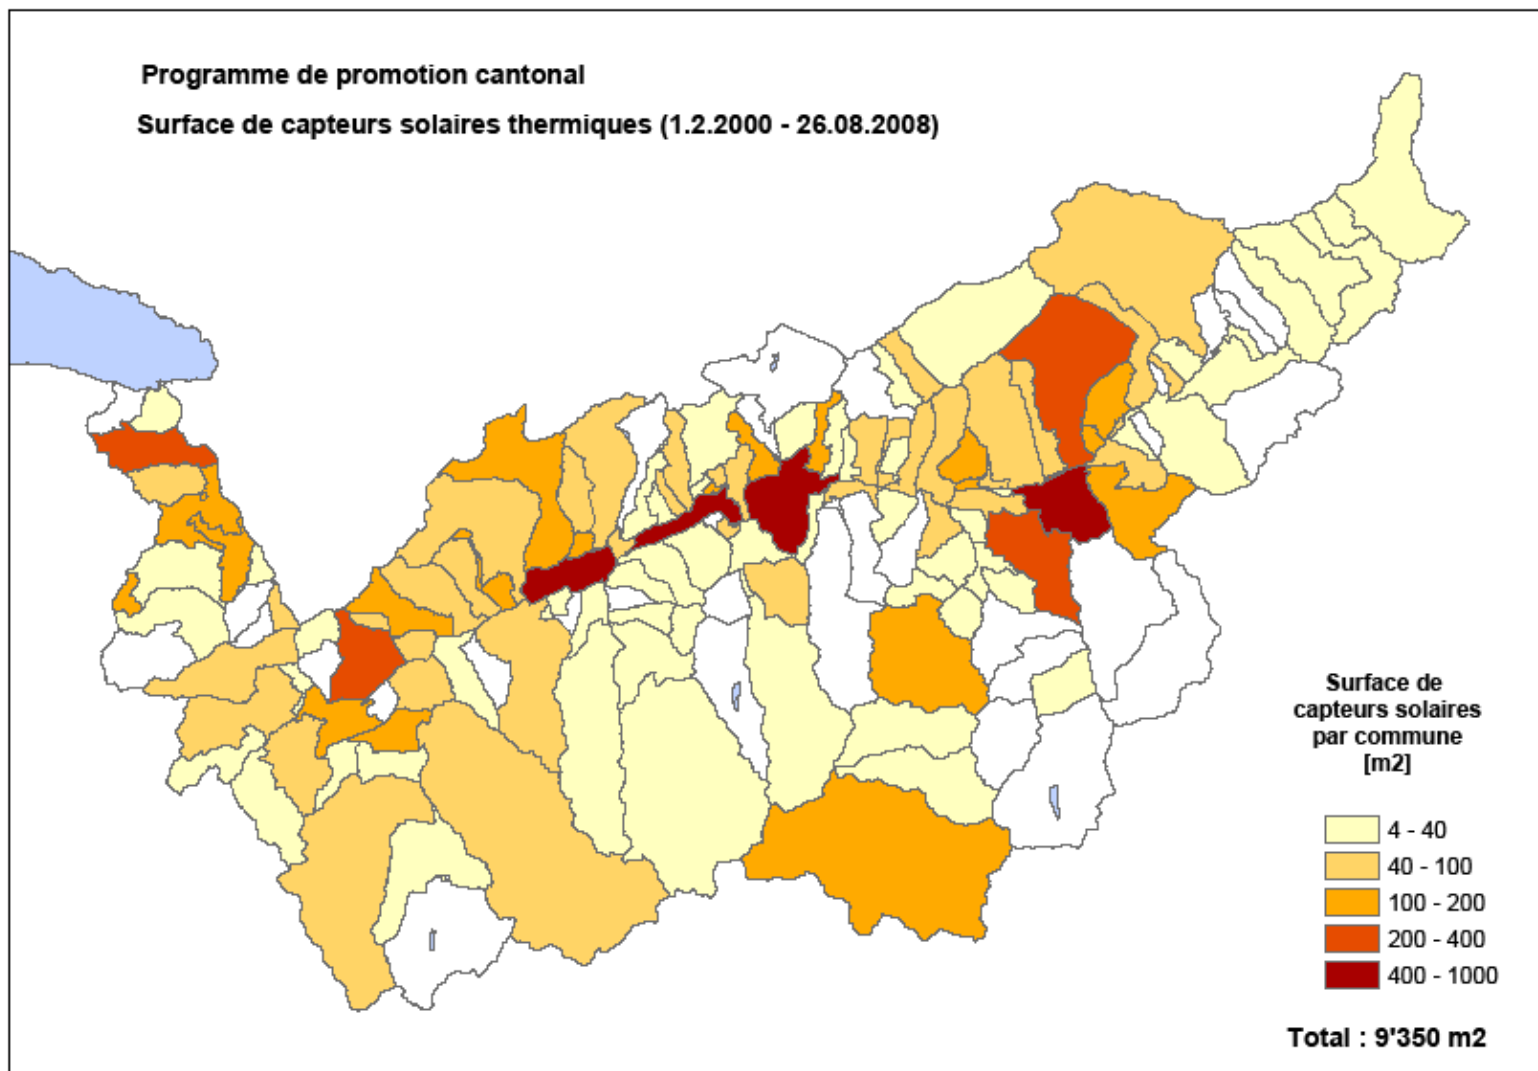 Programme de promotion cantonal
Surface de capteurs solaires thermiques (1.2.2000 - 26.08.2008)
Surface de
capteurs solaires
par commune
[m2]
4 - 40
40 - 100
100 - 200
200 - 400
400 - 1000
Total : 9'350 m2